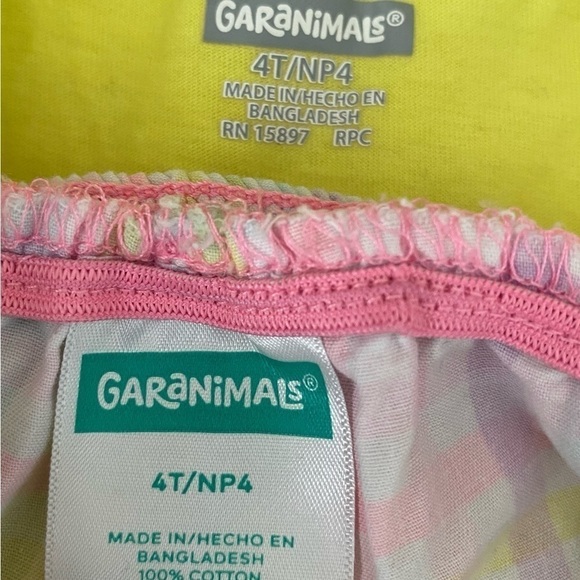 GARANIMALS®
4T/NP4
MADE IN/HECHO EN
BANGLADESH
RN 15897 RPC
GARANIMALS®
4T/NP4
MADE IN/HECHO EN
BANGLADESH
100% COTTON